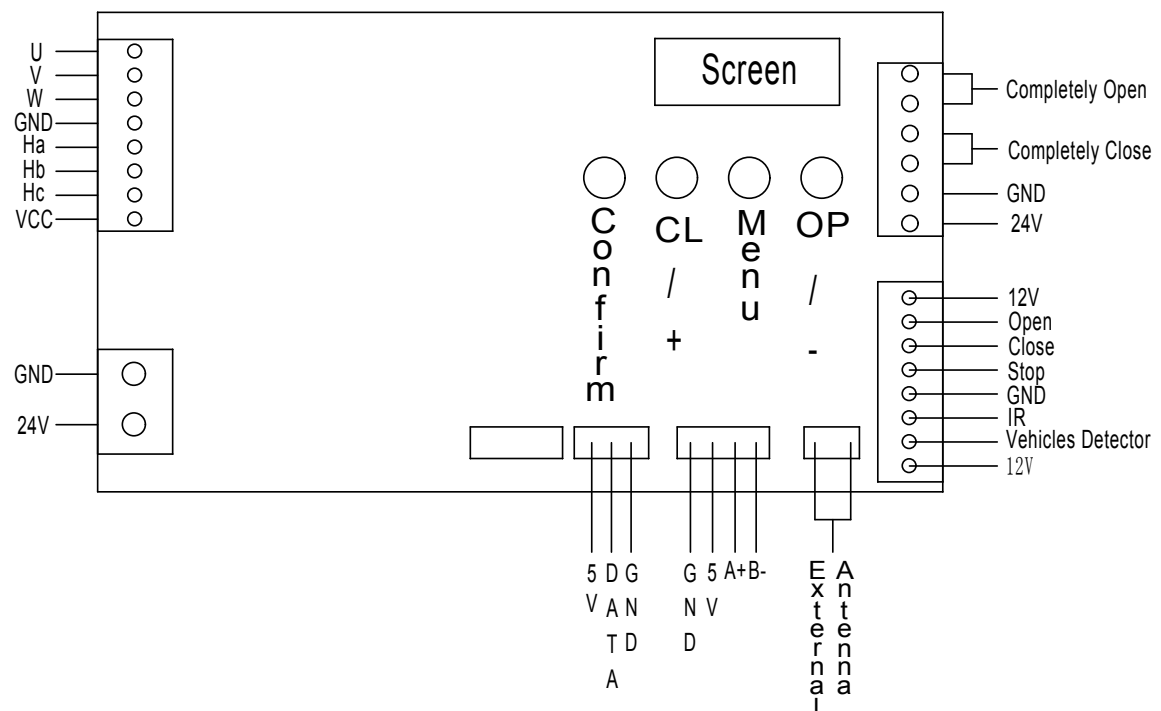 U
V
W
GND
Ha
Hb
Hc
VCC
GND
24V
Screen
Confirm
CL/+
Menu
OP/-
Completely Open
Completely Close
GND
24V
12V
Open
Close
Stop
GND
IR
Vehicles Detector
12V
5V
DATA
GND
GND
5V
A+
B-
External
Antenna